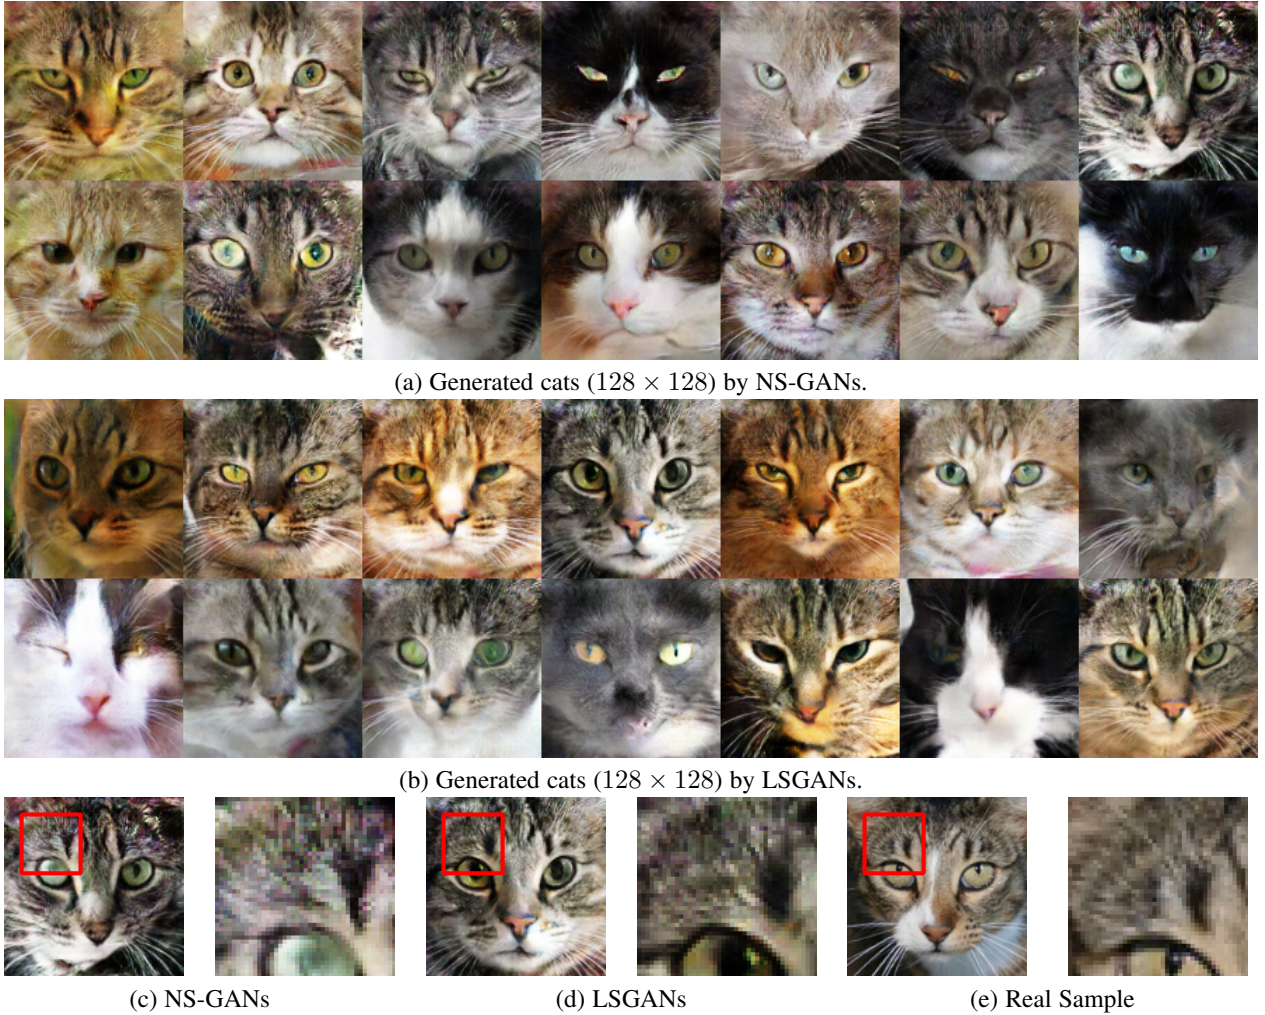 (a) Generated cats (128 × 128) by NS-GANs.
(b) Generated cats (128 × 128) by LSGANs.
(c) NS-GANs
(d) LSGANs
(e) Real Sample